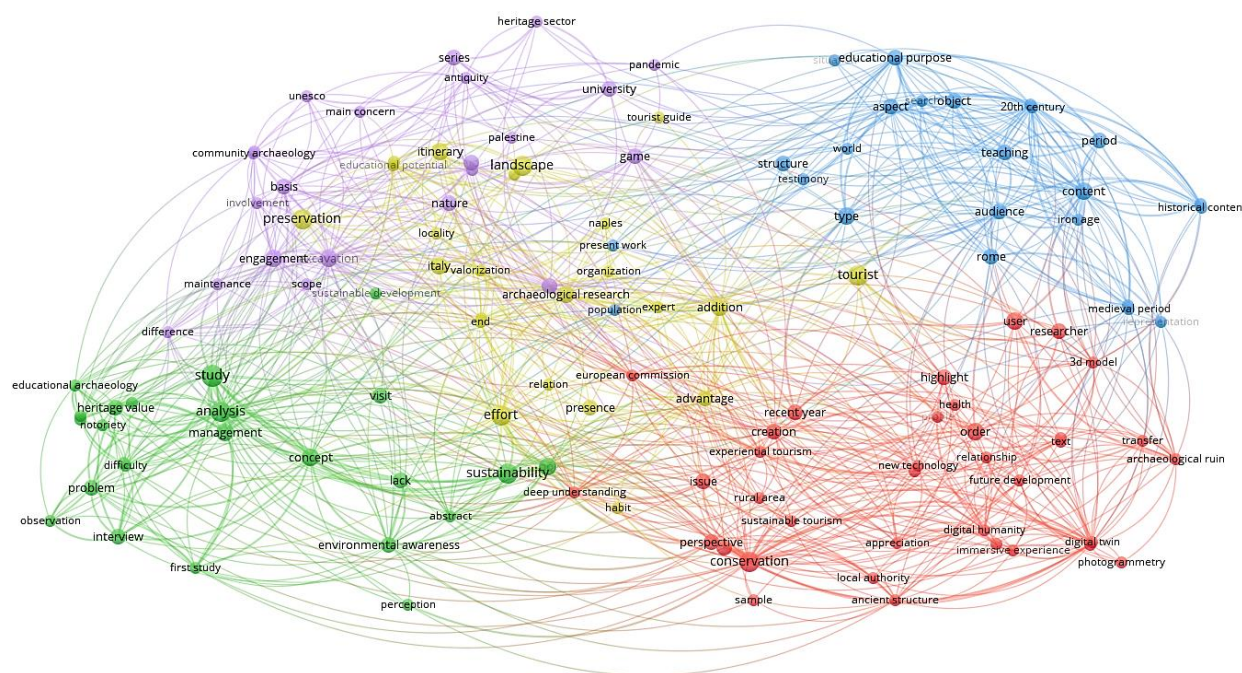 heritage sector
series
pandemic
situa
educational purpose
antiquity
university
unesco
main concern
aspect
search
object
20th century
tourist guide
palestine
period
community archaeology
itinerary
educational potential
landscape
game
world
structure
teaching
testimony
basis
involvement
nature
content
historical conten
preservation
type
audience
iron age
locality
naples
present work
engagement
excavation
italy
valorization
organization
rome
tourist
maintenance
scope
sustainable development
archaeological research
population
expert
addition
medieval period
representation
difference
end
user
researcher
3d model
study
educational archaeology
european commission
relation
highlight
visit
heritage value
notoriety
analysis
effort
presence
advantage
recent year
health
management
creation
order
text
transfer
concept
experiential tourism
relationship
archaeological ruin
difficulty
sustainability
new technology
problem
lack
issue
future development
deep understanding
rural area
habit
observation
abstract
sustainable tourism
interview
environmental awareness
perspective
appreciation
digital humanity
immersive experience
digital twin
conservation
photogrammetry
first study
local authority
perception
sample
ancient structure